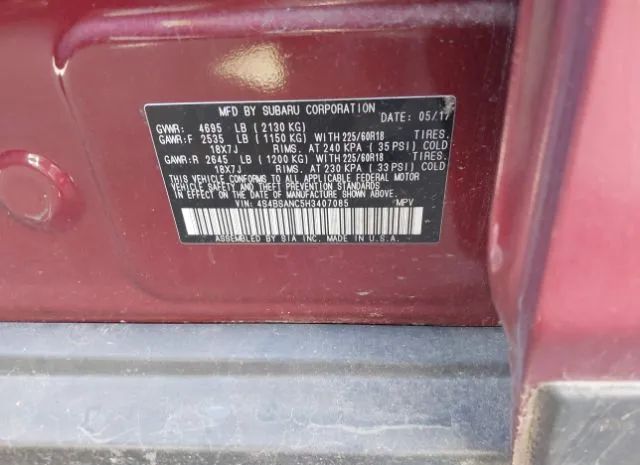 MFD BY SUBARU CORPORATION
DATE: 05/17
GVWR: 4695 LB (2130 KG)
GAWR:F 2535 LB (1150 KG) WITH 225/60R18 TIRES.
18X7J RIMS. AT 240 KPA (35 PSI) COLD
GAWR:R 2645 LB (1200 KG) WITH 225/60R18 TIRES.
18X7J RIMS. AT 230 KPA (33 PSI) COLD
THIS VEHICLE CONFORMS TO ALL APPLICABLE FEDERAL MOTOR
VEHICLE SAFETY AND BUMPER STANDARDS IN EFFECT ON THE
DATE OF MANUFACTURE SHOWN ABOVE.
VIN: 4S4BSANC5H3407085 MPV
ASSEMBLED BY SIA INC. MADE IN U.S.A.